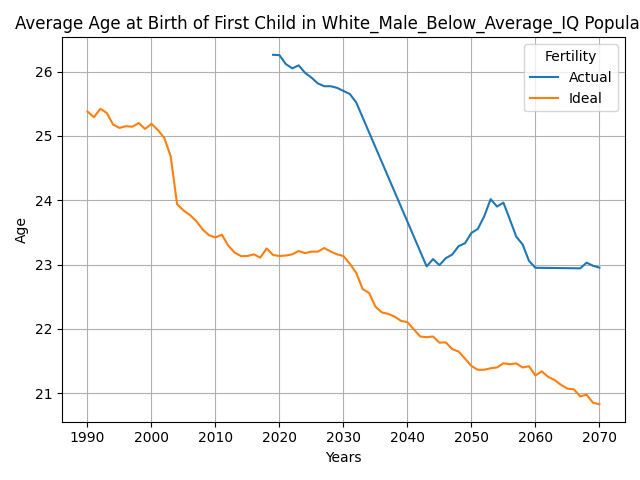 Average Age at Birth of First Child in White_Male_Below_Average_IQ Popula
Fertility
Actual
Ideal
Age
26
25
24
23
22
21
1990 2000 2010 2020 2030 2040 2050 2060 2070
Years